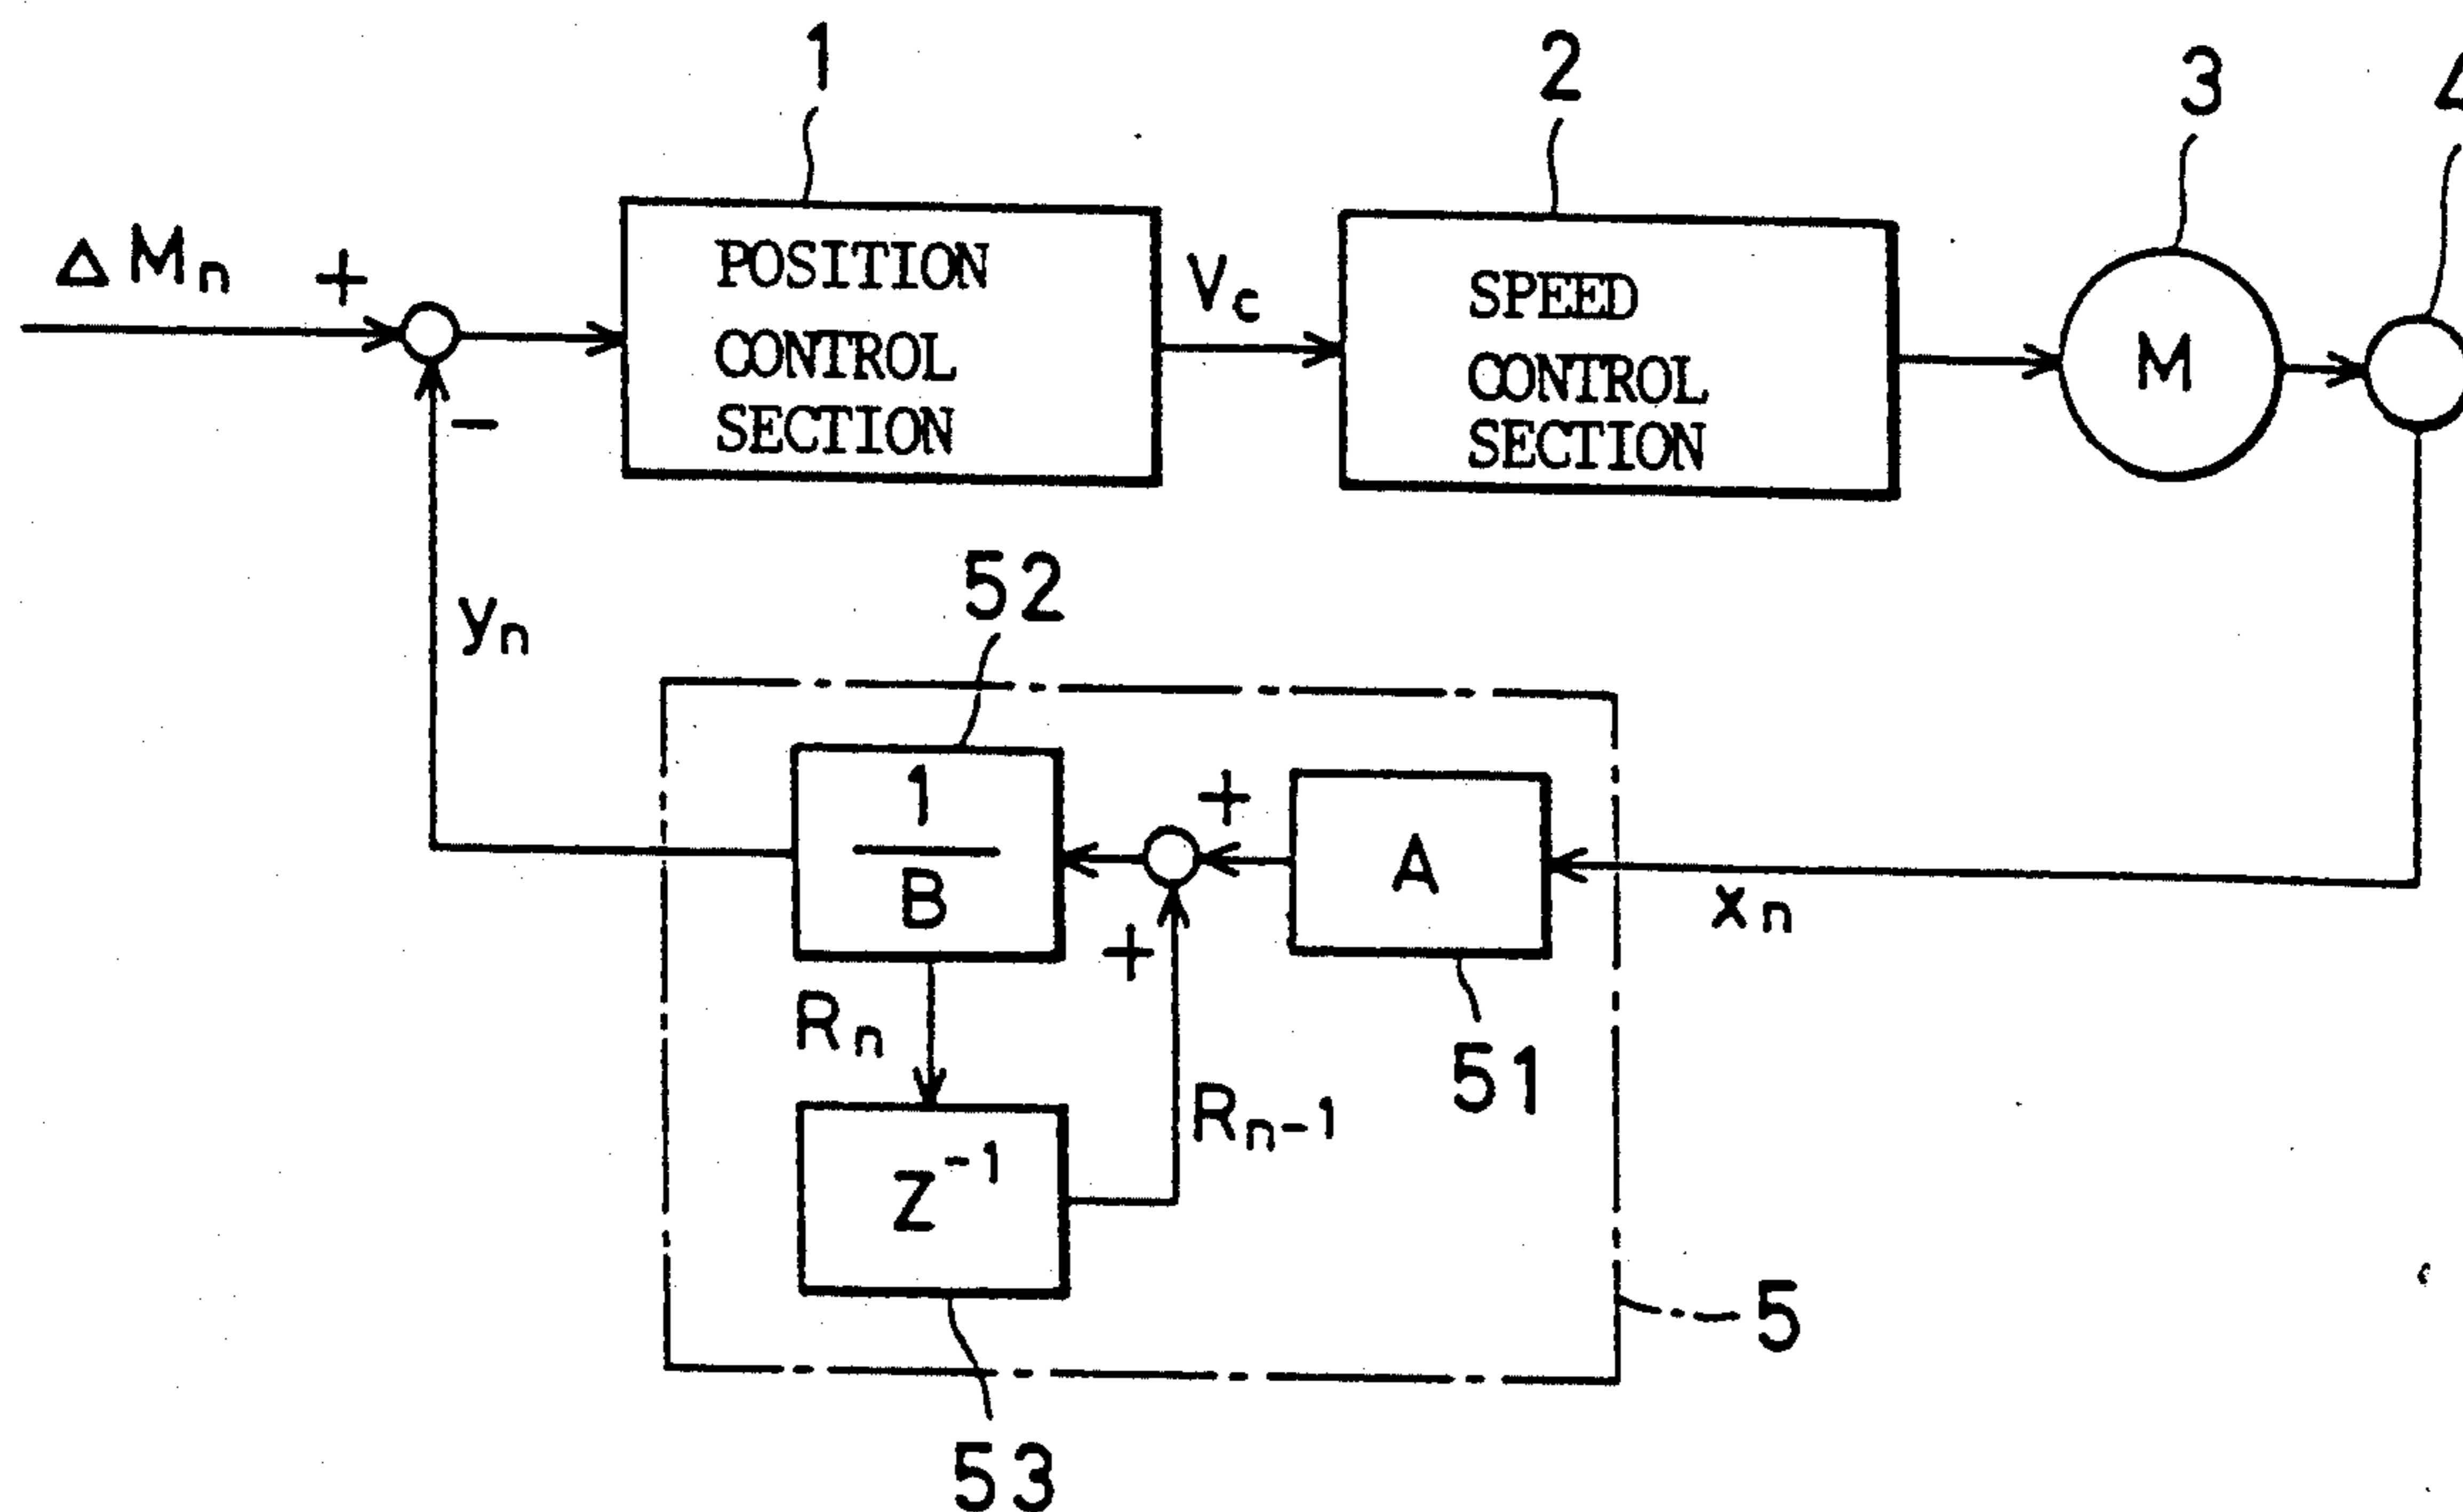 1
2
3
4
ΔMn
+
POSITION
CONTROL
SECTION
Vc
SPEED
CONTROL
SECTION
M
−
yn
52
1
B
+
A
xn
+
Rn
51
Rn-1
Z-1
5
53